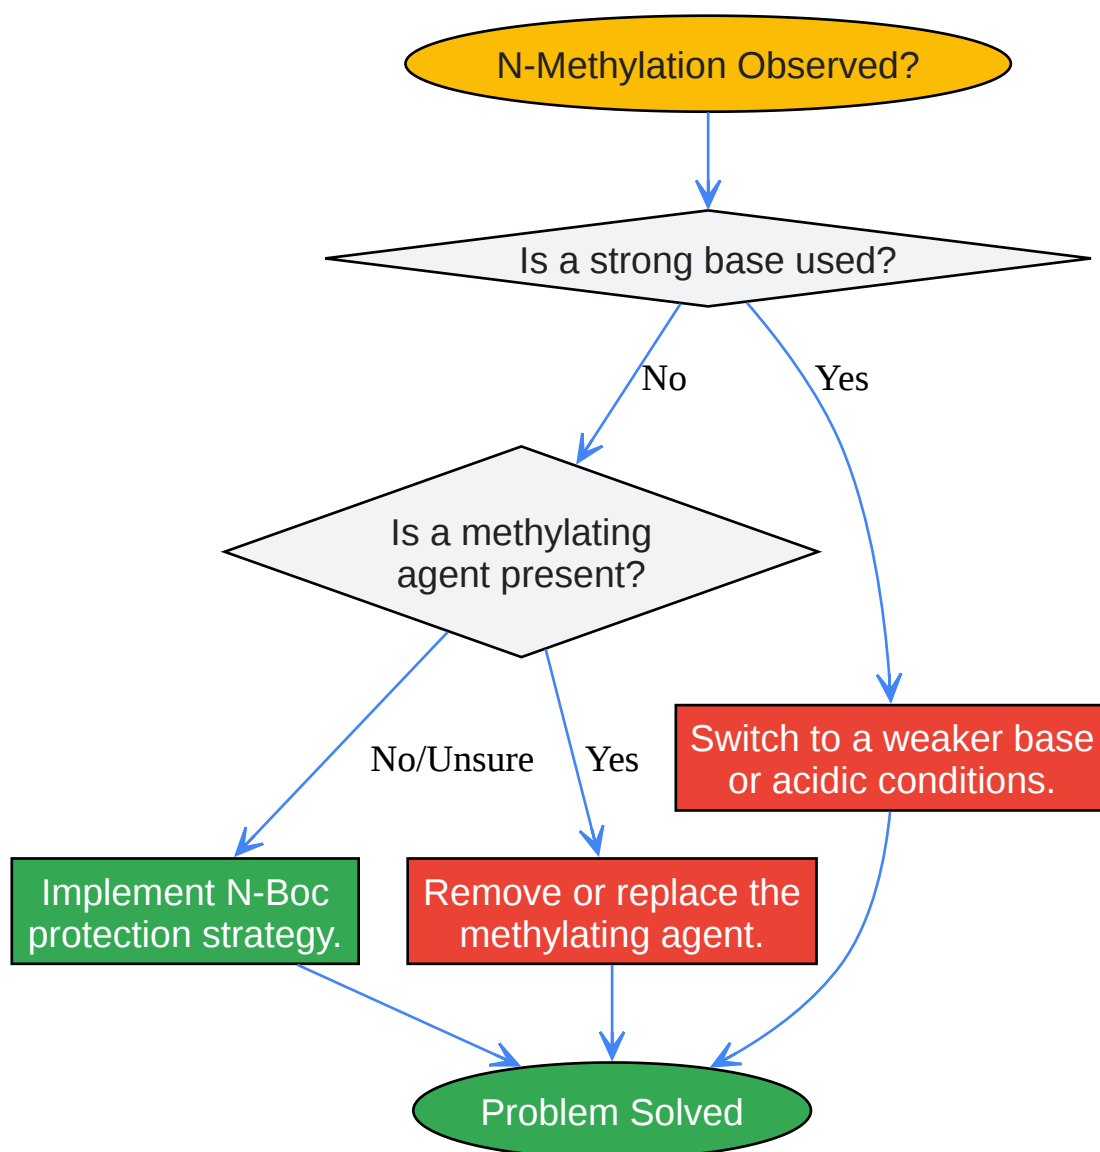 N-Methylation Observed?
Is a strong base used?
No
Yes
Is a methylating
agent present?
No/Unsure
Yes
Switch to a weaker base
or acidic conditions.
Implement N-Boc
protection strategy.
Remove or replace the
methylating agent.
Problem Solved